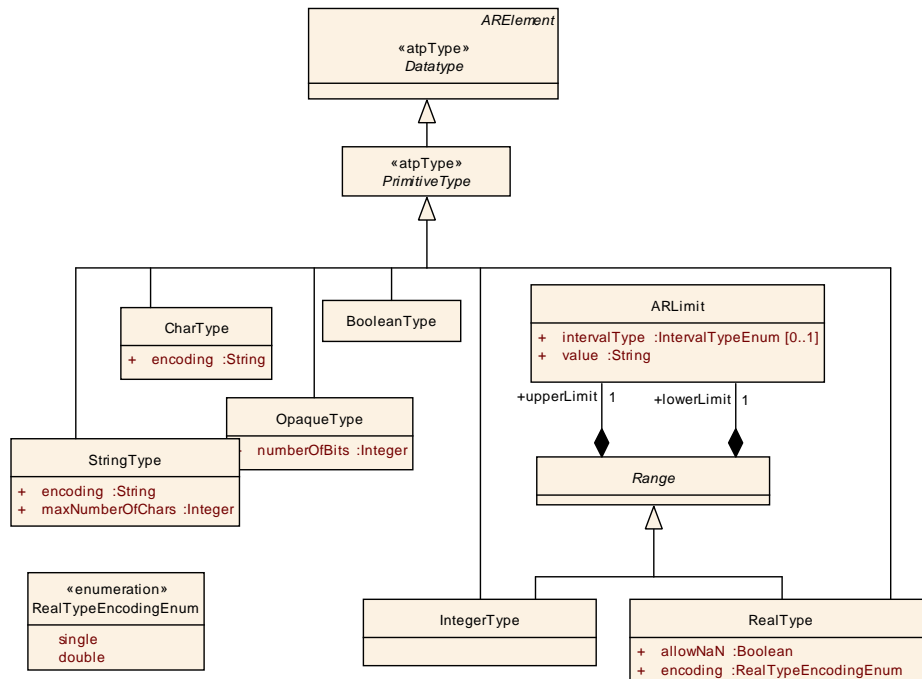 ARElement
«atpType»
Datatype
«atpType»
PrimitiveType
CharType
+ encoding :String
BooleanType
ARLimit
+ intervalType :IntervalTypeEnum [0..1]
+ value :String
+upperLimit 1
+lowerLimit 1
OpaqueType
numberOfBits :Integer
StringType
+ encoding :String
+ maxNumberOfChars :Integer
Range
«enumeration»
RealTypeEncodingEnum
single
double
IntegerType
RealType
+ allowNaN :Boolean
+ encoding :RealTypeEncodingEnum